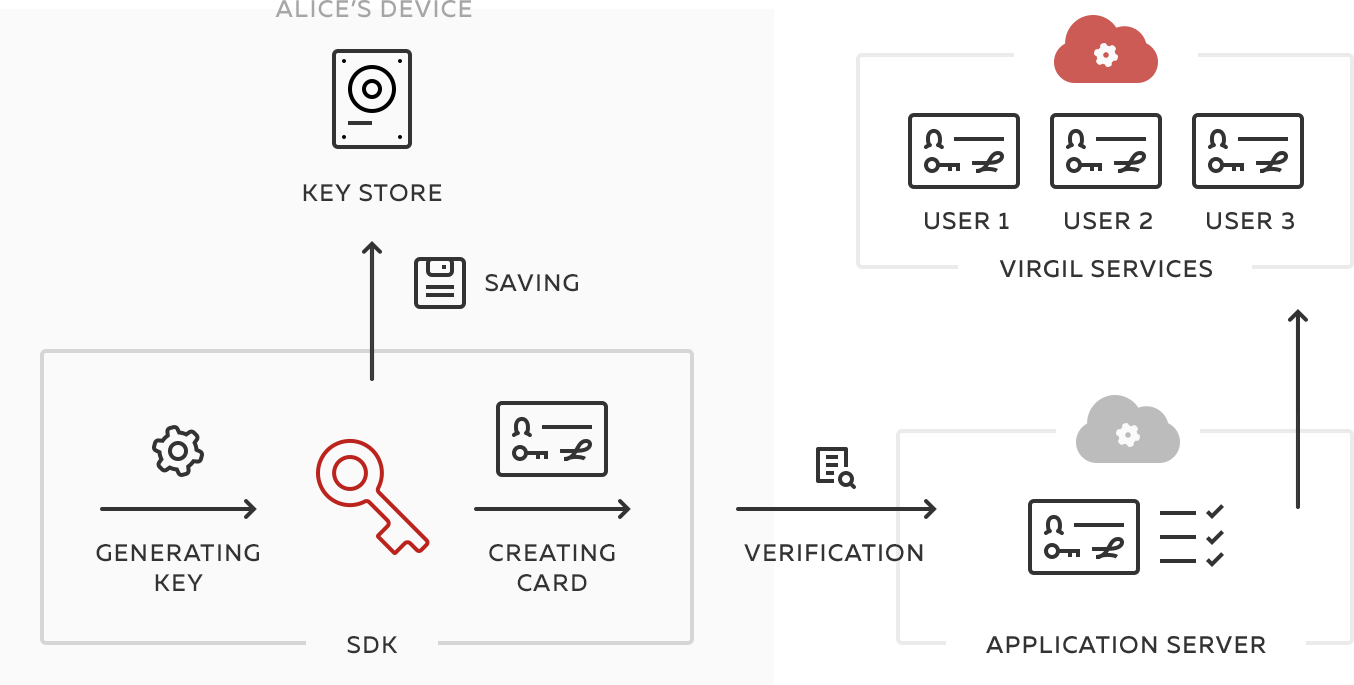 ALICE'S DEVICE
KEY STORE
SAVING
GENERATING
KEY
CREATING
CARD
SDK
VERIFICATION
USER 1
USER 2
USER 3
VIRGIL SERVICES
APPLICATION SERVER